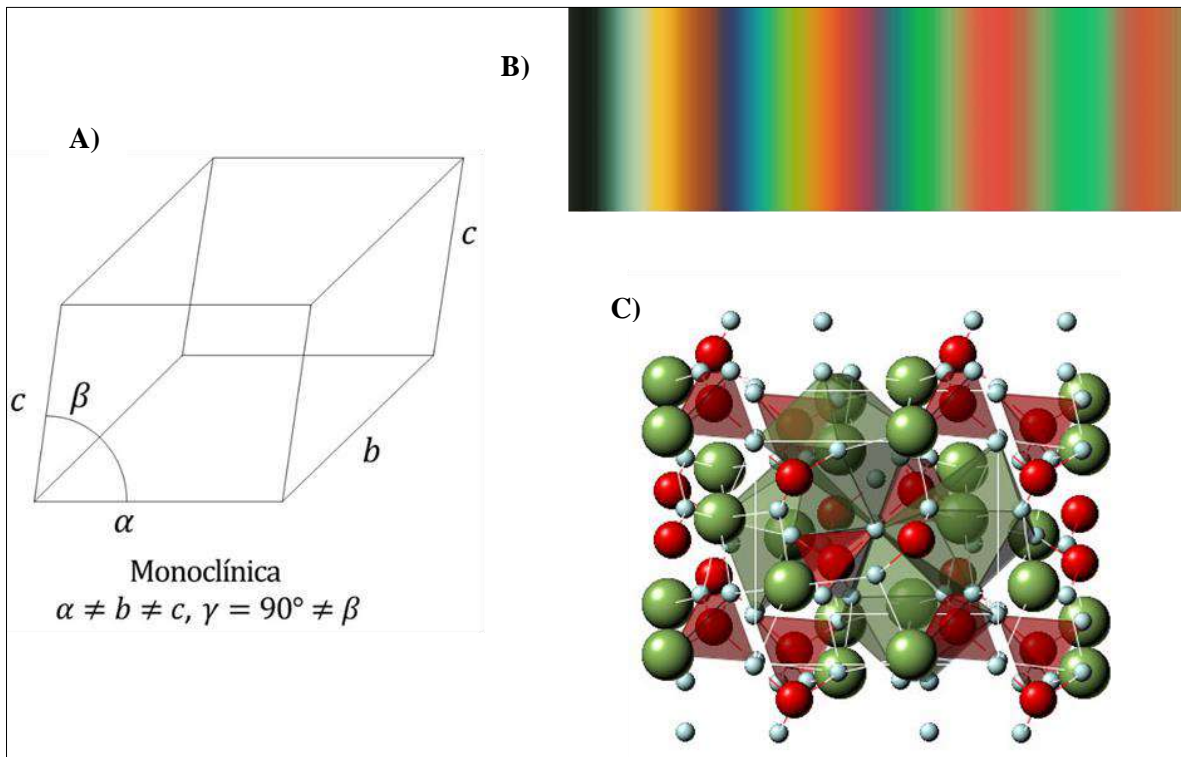 A)
c
β
α
b
c
Monoclínica
α ≠ b ≠ c, γ = 90° ≠ β
B)
C)